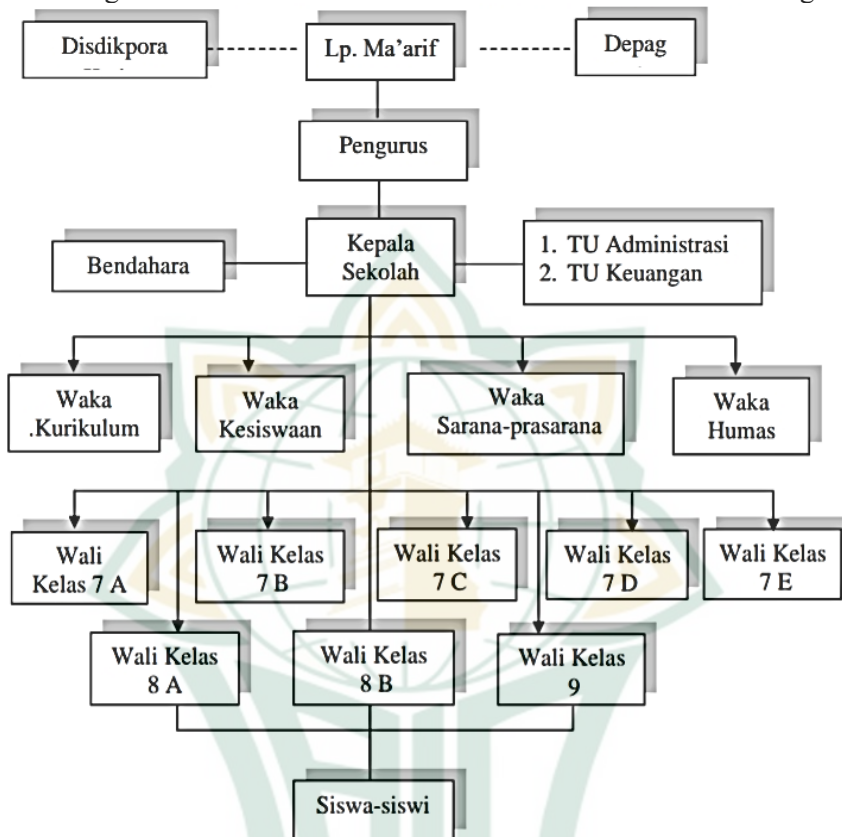 Disdikpora
Lp. Ma'arif
Depag
Pengurus
Bendahara
Kepala
Sekolah
1. TU Administrasi
2. TU Keuangan
Waka
.Kurikulum
Waka
Kesiswaan
Waka
Sarana-prasarana
Waka
Humas
Wali
Kelas 7 A
Wali Kelas
7 B
Wali Kelas
7 C
Wali Kelas
7 D
Wali Kelas
7 E
Wali Kelas
8 A
Wali Kelas
8 B
Wali Kelas
9
Siswa-siswi